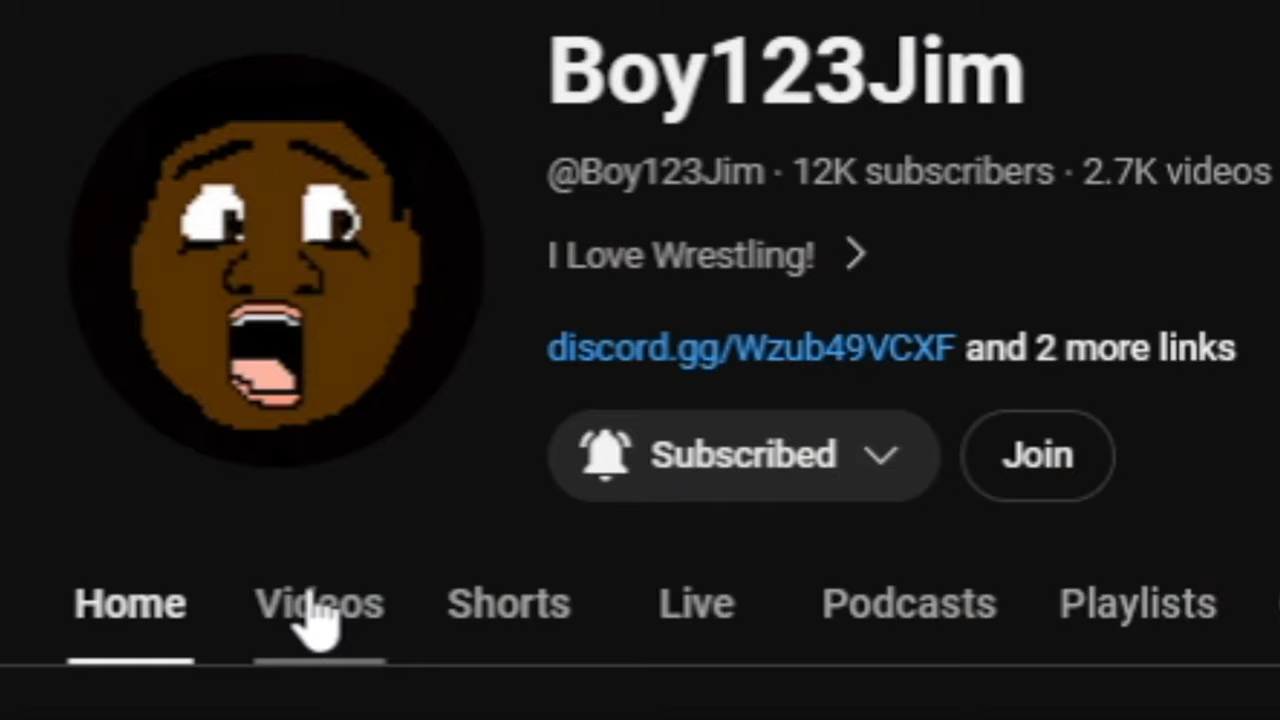 Boy123Jim
@Boy123Jim · 12K subscribers · 2.7K videos
I Love Wrestling!
discord.gg/Wzub49VCXF and 2 more links
Subscribed Join
Home Videos Shorts Live Podcasts Playlists